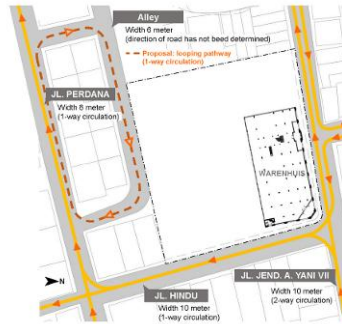 Alley
Width 6 meter
(direction of road has not beed determined)
Proposal: looping pathway
(1-way circulation)
JL. PERDANA
Width 8 meter
(1-way circulation)
WARENHUIS
N
JL. HINDU
Width 10 meter
(1-way circulation)
JL. JEND. A. YANI VII
Width 10 meter
(2-way circulation)